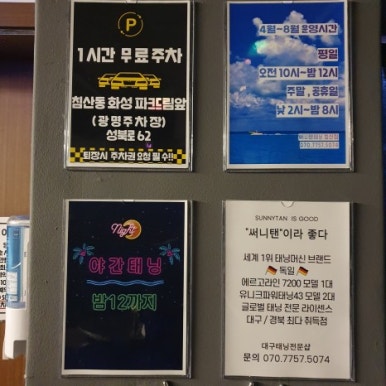 P
1시간 무료주차
침산동 화성 파크드림앞
(광명주차장)
성북로 62
퇴장시 주차권 요청 필수!!
4월~8월 운영시간
평일
오전 10시~밤 12시
주말, 공휴일
낮 2시~밤 8시
070.7757.5074
Night
야간태닝
밤12까지
SUNNYTAN IS GOOD
"써니탠"이라 좋다
세계 1위 태닝머신 브랜드
독일
에르고라인 7200 모델 1대
유니크파워태닝43 모델 2대
글로벌 태닝 전문 라이센스
대구 / 경북 최다 취득점
대구태닝전문샵
문의 070.7757.5074